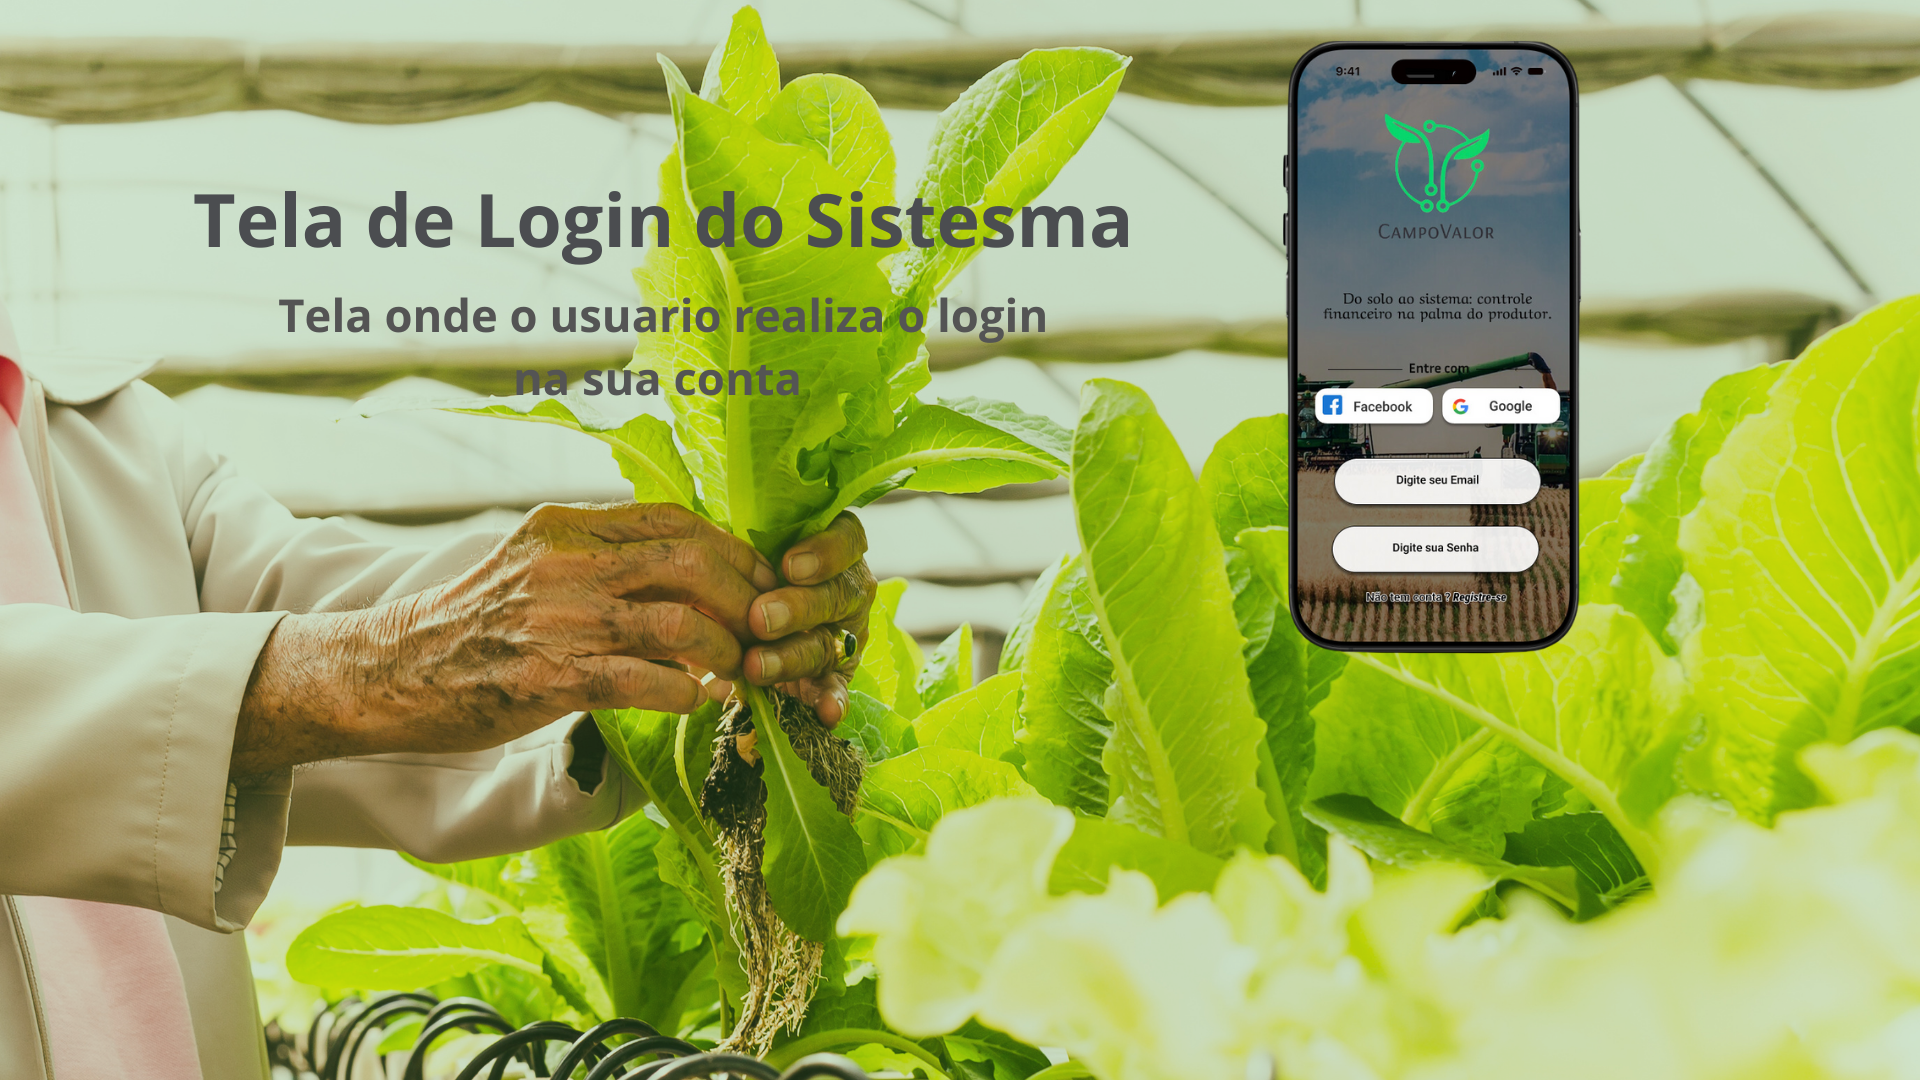 Tela de Login do Sistesma
Tela onde o usuario realiza o login
na sua conta
9:41
CampoValor
Do solo ao sistema: controle
financeiro na palma do produtor.
Entre com
Facebook
Google
Digite seu Email
Digite sua Senha
Não tem conta ? Registre-se